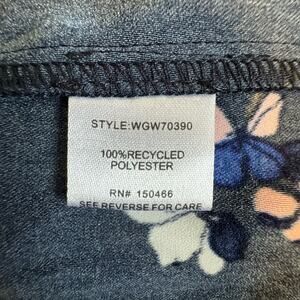 STYLE:WGW70390
100%RECYCLED
POLYESTER
RN# 150466
SEE REVERSE FOR CARE